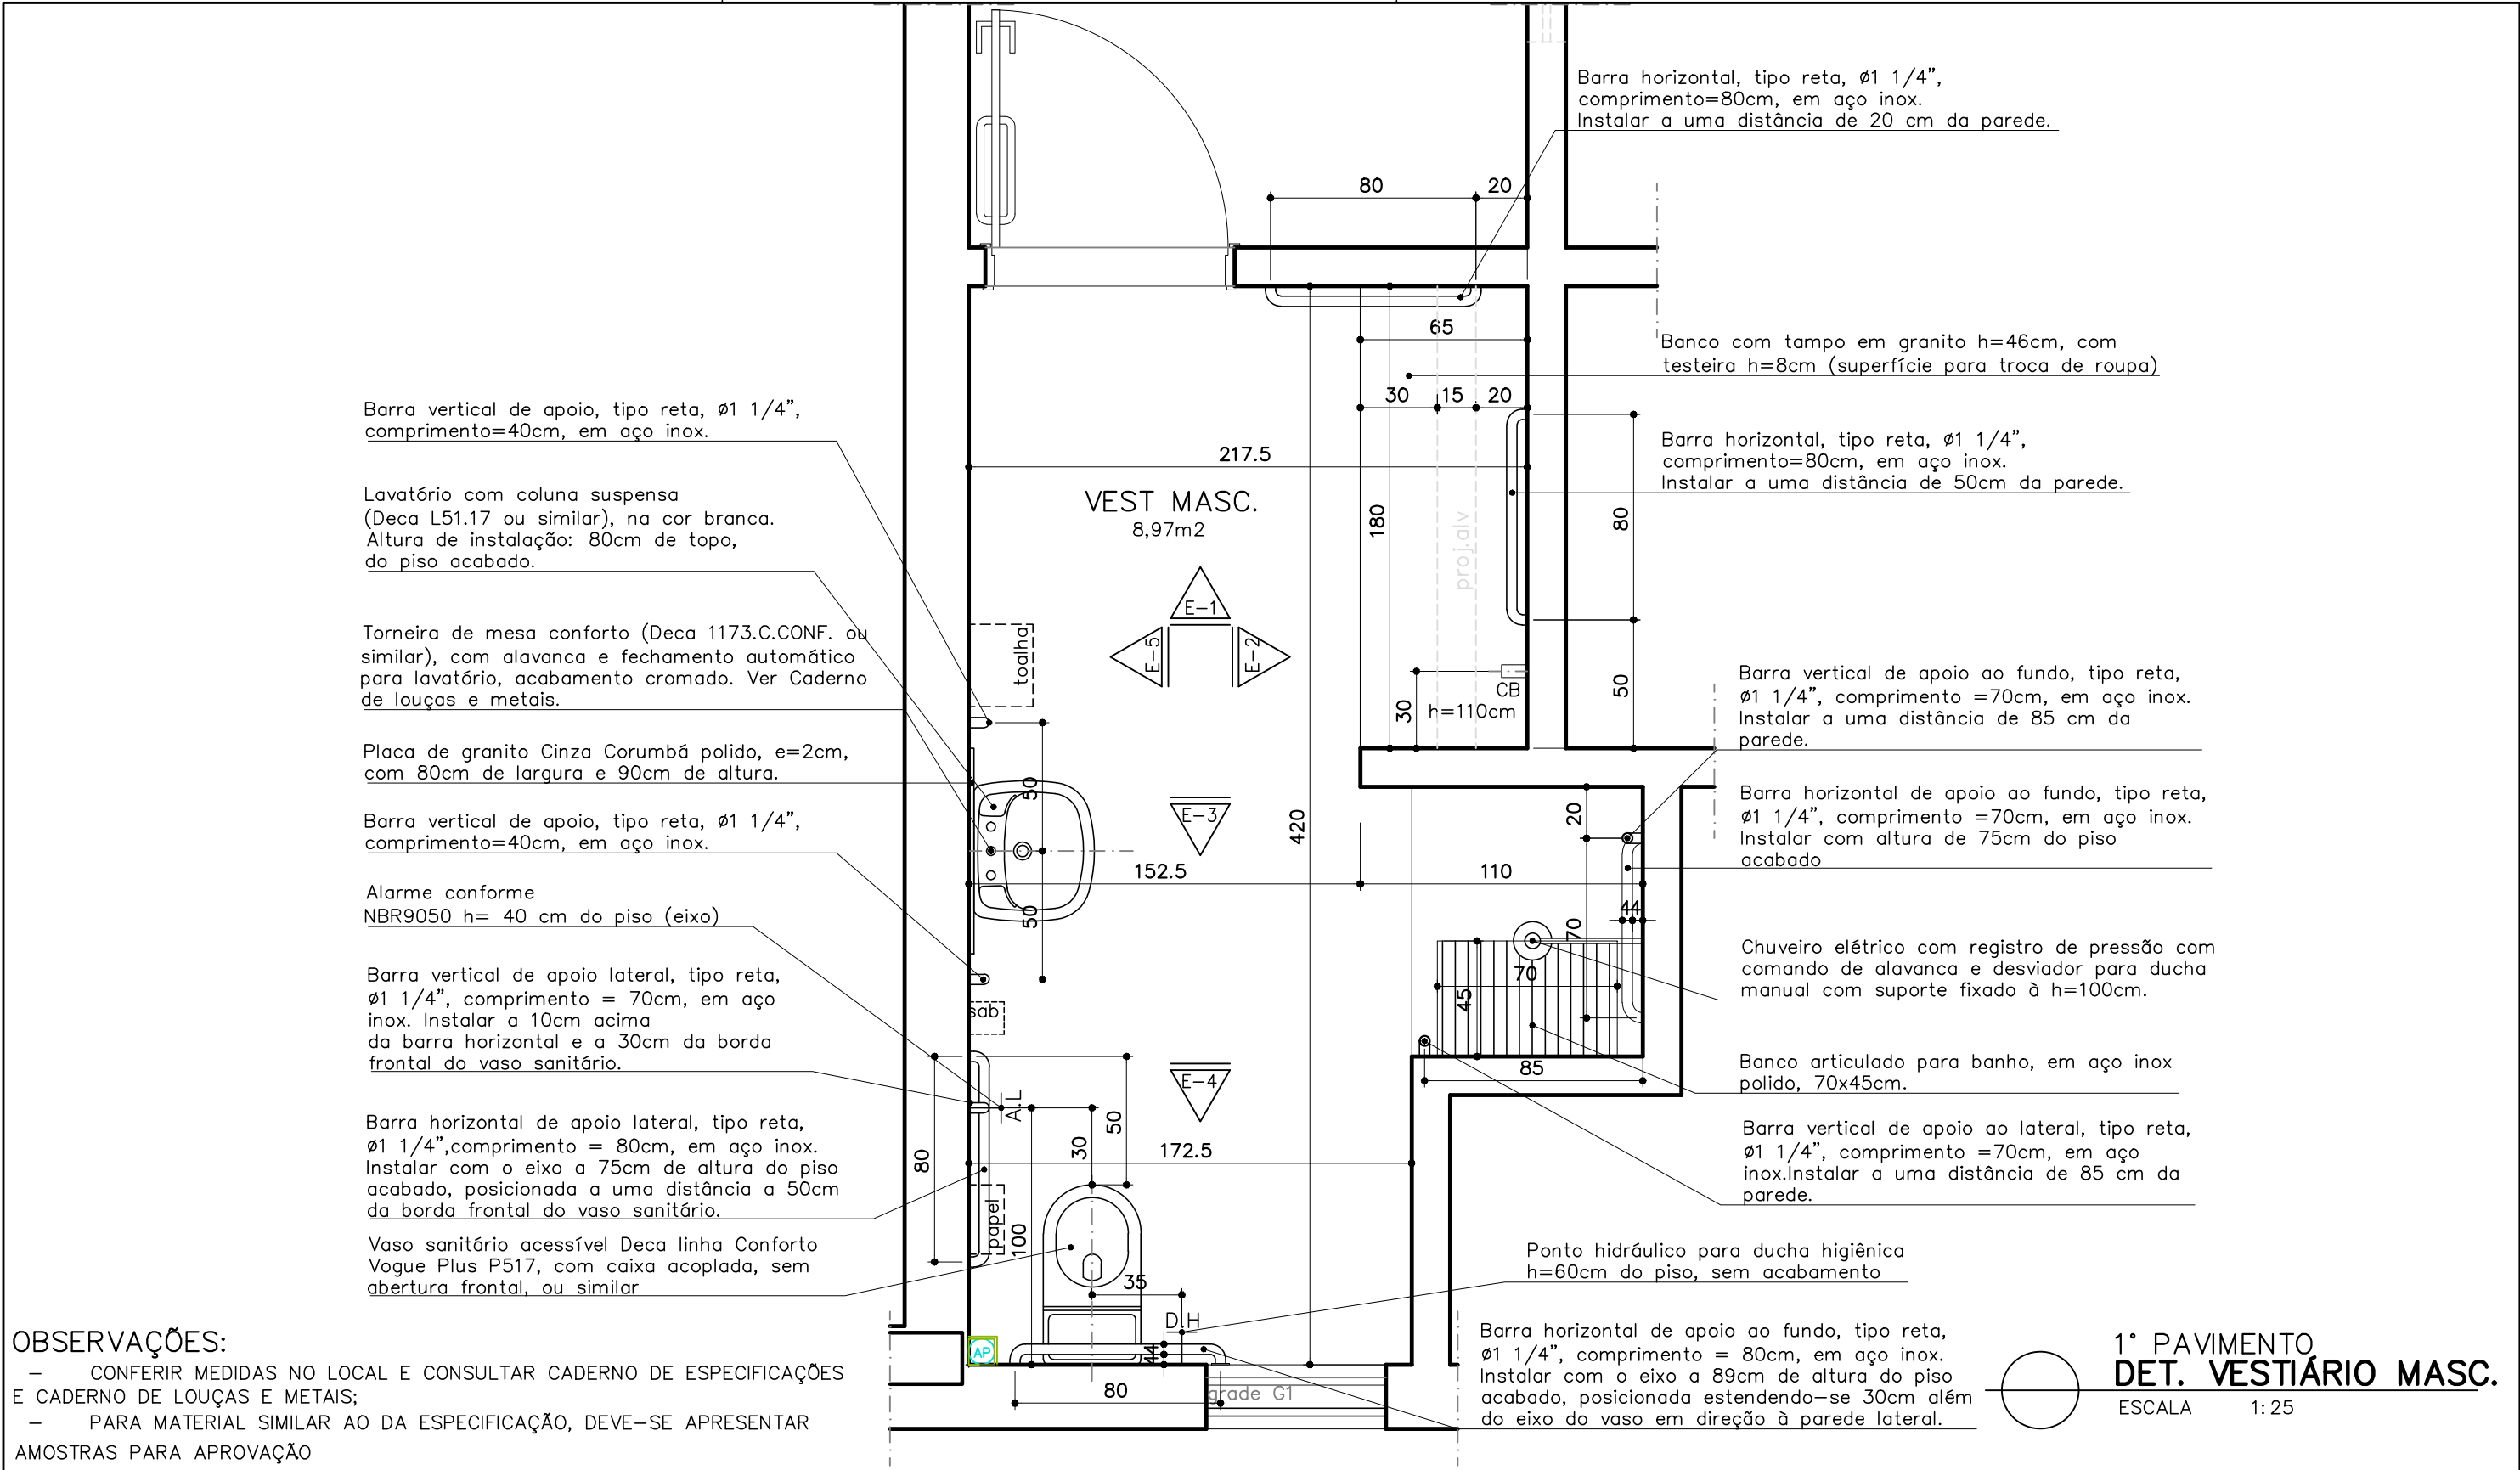 Barra horizontal, tipo reta, ø1 1/4",
comprimento=80cm, em aço inox.
Instalar a uma distância de 20 cm da parede.
80
20
65
Banco com tampo em granito h=46cm, com
testeira h=8cm (superfície para troca de roupa)
30
15
20
Barra vertical de apoio, tipo reta, ø1 1/4",
comprimento=40cm, em aço inox.
Barra horizontal, tipo reta, ø1 1/4",
comprimento=80cm, em aço inox.
Instalar a uma distância de 50cm da parede.
217.5
VEST MASC.
8,97m2
180
proj.alv
80
Lavatório com coluna suspensa
(Deca L51.17 ou similar), na cor branca.
Altura de instalação: 80cm de topo,
do piso acabado.
E-1
E-5
E-2
toalha
Torneira de mesa conforto (Deca 1173.C.CONF. ou
similar), com alavanca e fechamento automático
para lavatório, acabamento cromado. Ver Caderno
de louças e metais.
CB
h=110cm
30
50
Barra vertical de apoio ao fundo, tipo reta,
ø1 1/4", comprimento =70cm, em aço inox.
Instalar a uma distância de 85 cm da
parede.
Placa de granito Cinza Corumbá polido, e=2cm,
com 80cm de largura e 90cm de altura.
50
E-3
420
20
Barra horizontal de apoio ao fundo, tipo reta,
ø1 1/4", comprimento =70cm, em aço inox.
Instalar com altura de 75cm do piso
acabado
Barra vertical de apoio, tipo reta, ø1 1/4",
comprimento=40cm, em aço inox.
152.5
110
Alarme conforme
NBR9050 h= 40 cm do piso (eixo)
50
44
70
Chuveiro elétrico com registro de pressão com
comando de alavanca e desviador para ducha
manual com suporte fixado à h=100cm.
70
45
Barra vertical de apoio lateral, tipo reta,
ø1 1/4", comprimento = 70cm, em aço
inox. Instalar a 10cm acima
da barra horizontal e a 30cm da borda
frontal do vaso sanitário.
sab
85
Banco articulado para banho, em aço inox
polido, 70x45cm.
E-4
A.L
50
30
80
172.5
Barra horizontal de apoio lateral, tipo reta,
ø1 1/4",comprimento = 80cm, em aço inox.
Instalar com o eixo a 75cm de altura do piso
acabado, posicionada a uma distância a 50cm
da borda frontal do vaso sanitário.
Barra vertical de apoio ao lateral, tipo reta,
ø1 1/4", comprimento =70cm, em aço
inox.Instalar a uma distância de 85 cm da
parede.
papel
100
Vaso sanitário acessível Deca linha Conforto
Vogue Plus P517, com caixa acoplada, sem
abertura frontal, ou similar
35
D.H
44
Ponto hidráulico para ducha higiênica
h=60cm do piso, sem acabamento
AP
80
grade G1
Barra horizontal de apoio ao fundo, tipo reta,
ø1 1/4", comprimento = 80cm, em aço inox.
Instalar com o eixo a 89cm de altura do piso
acabado, posicionada estendendo-se 30cm além
do eixo do vaso em direção à parede lateral.
OBSERVAÇÕES:
- CONFERIR MEDIDAS NO LOCAL E CONSULTAR CADERNO DE ESPECIFICAÇÕES
E CADERNO DE LOUÇAS E METAIS;
- PARA MATERIAL SIMILAR AO DA ESPECIFICAÇÃO, DEVE-SE APRESENTAR
AMOSTRAS PARA APROVAÇÃO
1° PAVIMENTO
DET. VESTIÁRIO MASC.
ESCALA 1:25